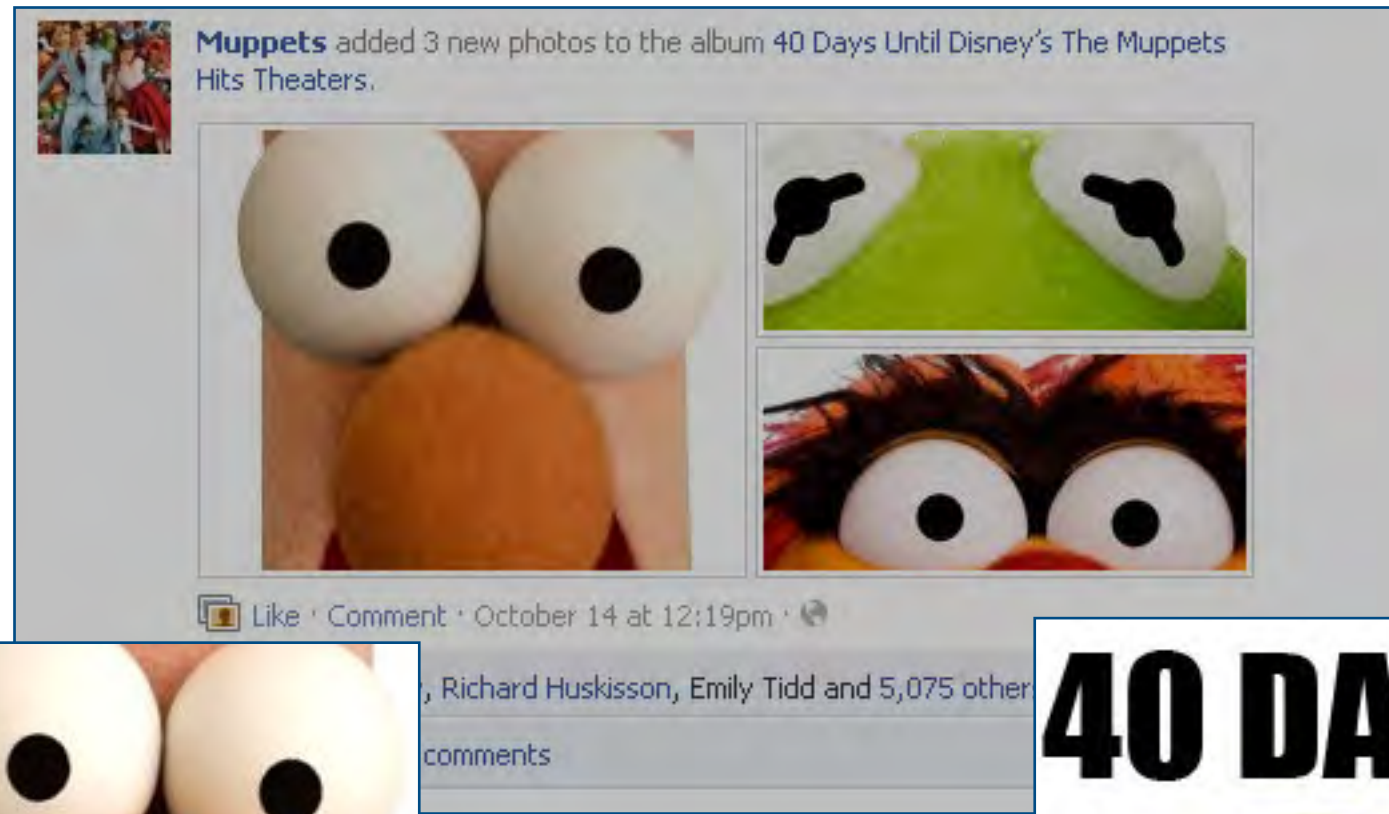 Muppets added 3 new photos to the album 40 Days Until Disney's The Muppets
Hits Theaters.
Like · Comment · October 14 at 12:19pm ·
, Richard Huskisson, Emily Tidd and 5,075 other
comments
40 DA